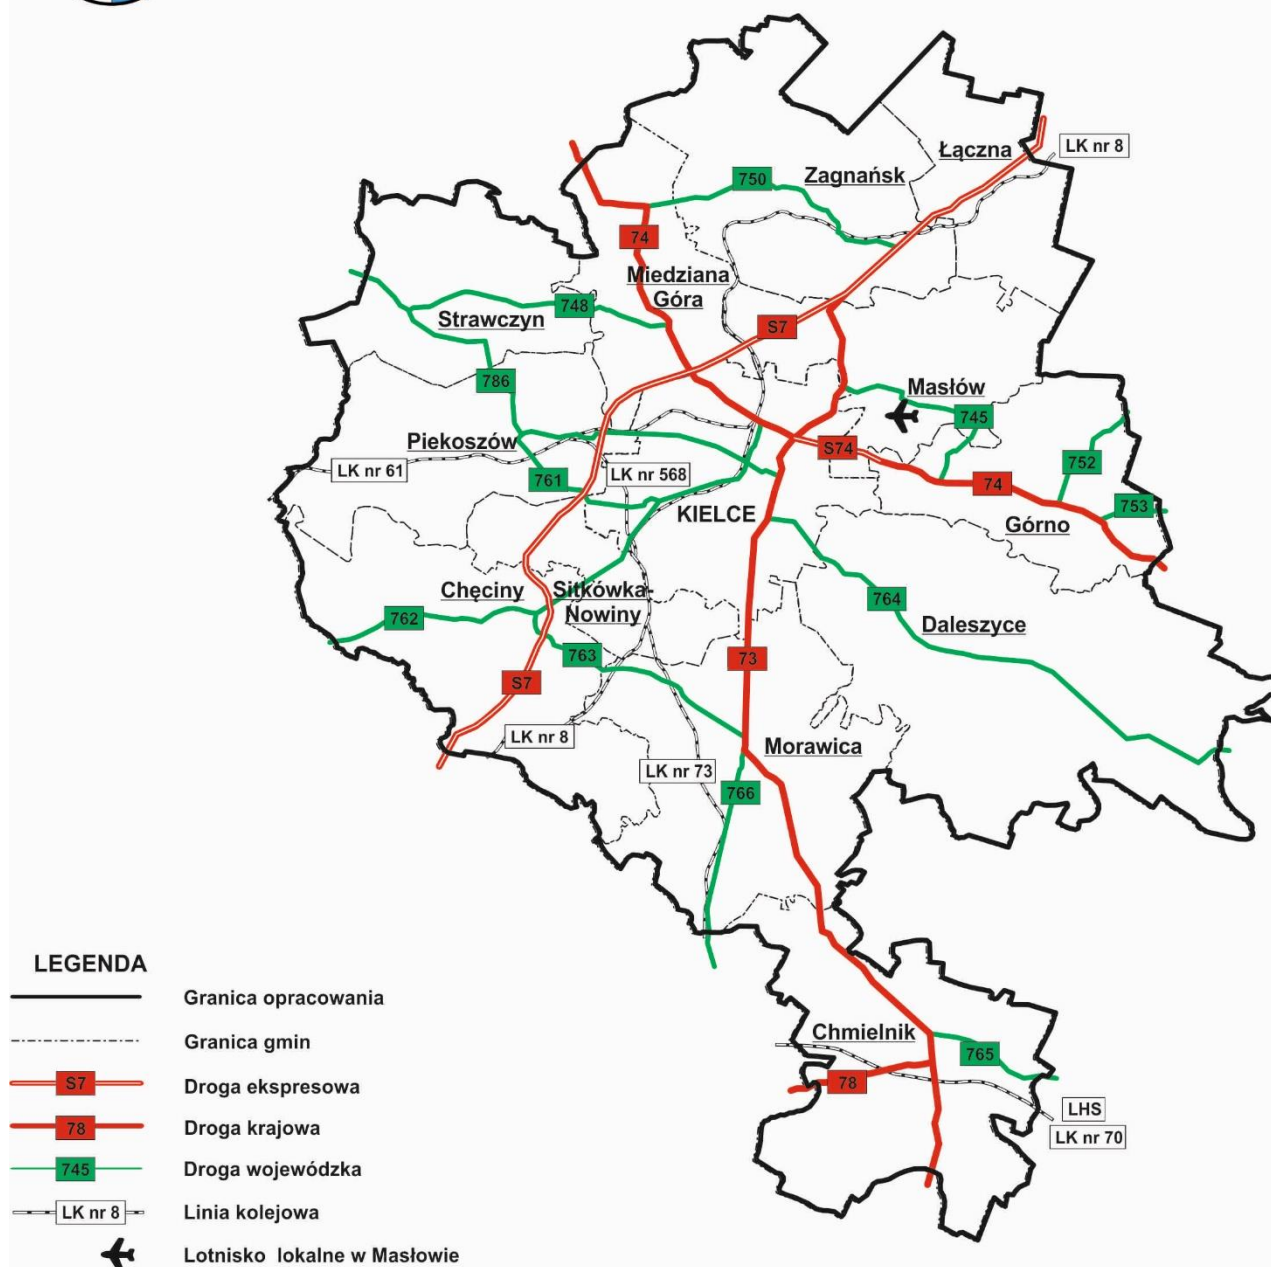 Łączna
LK nr 8
Zagnańsk
750
74
Miedziana
Góra
748
Strawczyn
S7
786
Masłów
745
Piekoszów
S74
752
LK nr 61
761
LK nr 568
74
753
KIELCE
Górno
Chęciny
Sitkówka-
Nowiny
762
764
Daleszyce
763
73
S7
LK nr 8
Morawica
LK nr 73
766
LEGENDA
Granica opracowania
Granica gmin
S7
Droga ekspresowa
78
Droga krajowa
745
Droga wojewódzka
LK nr 8
Linia kolejowa
Lotnisko lokalne w Masłowie
Chmielnik
765
78
LHS
LK nr 70